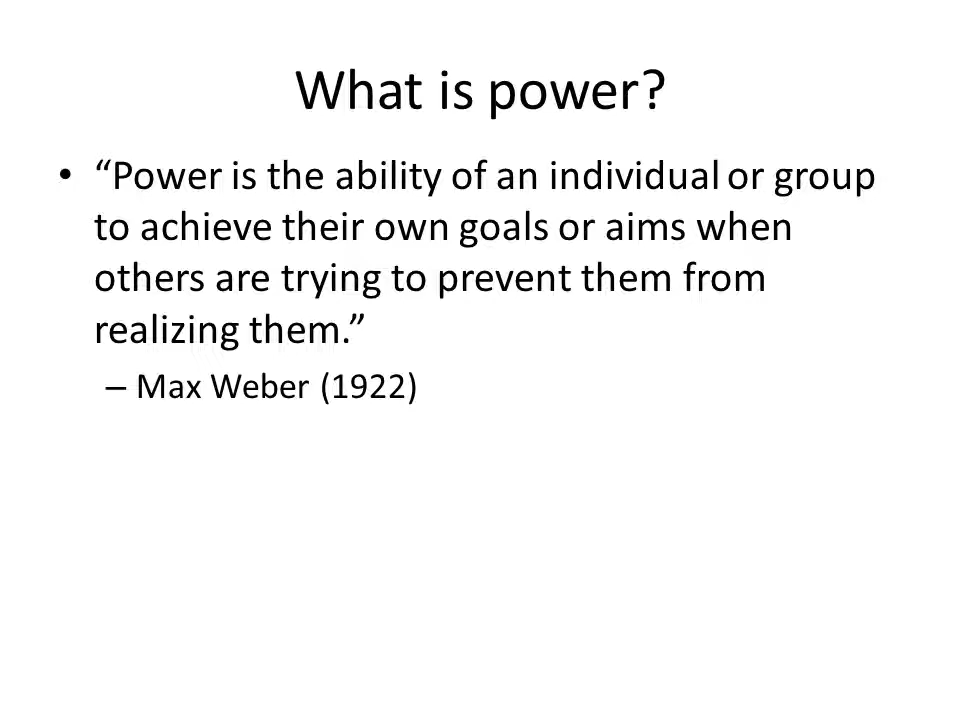 What is power?
• “Power is the ability of an individual or group
to achieve their own goals or aims when
others are trying to prevent them from
realizing them.”
– Max Weber (1922)